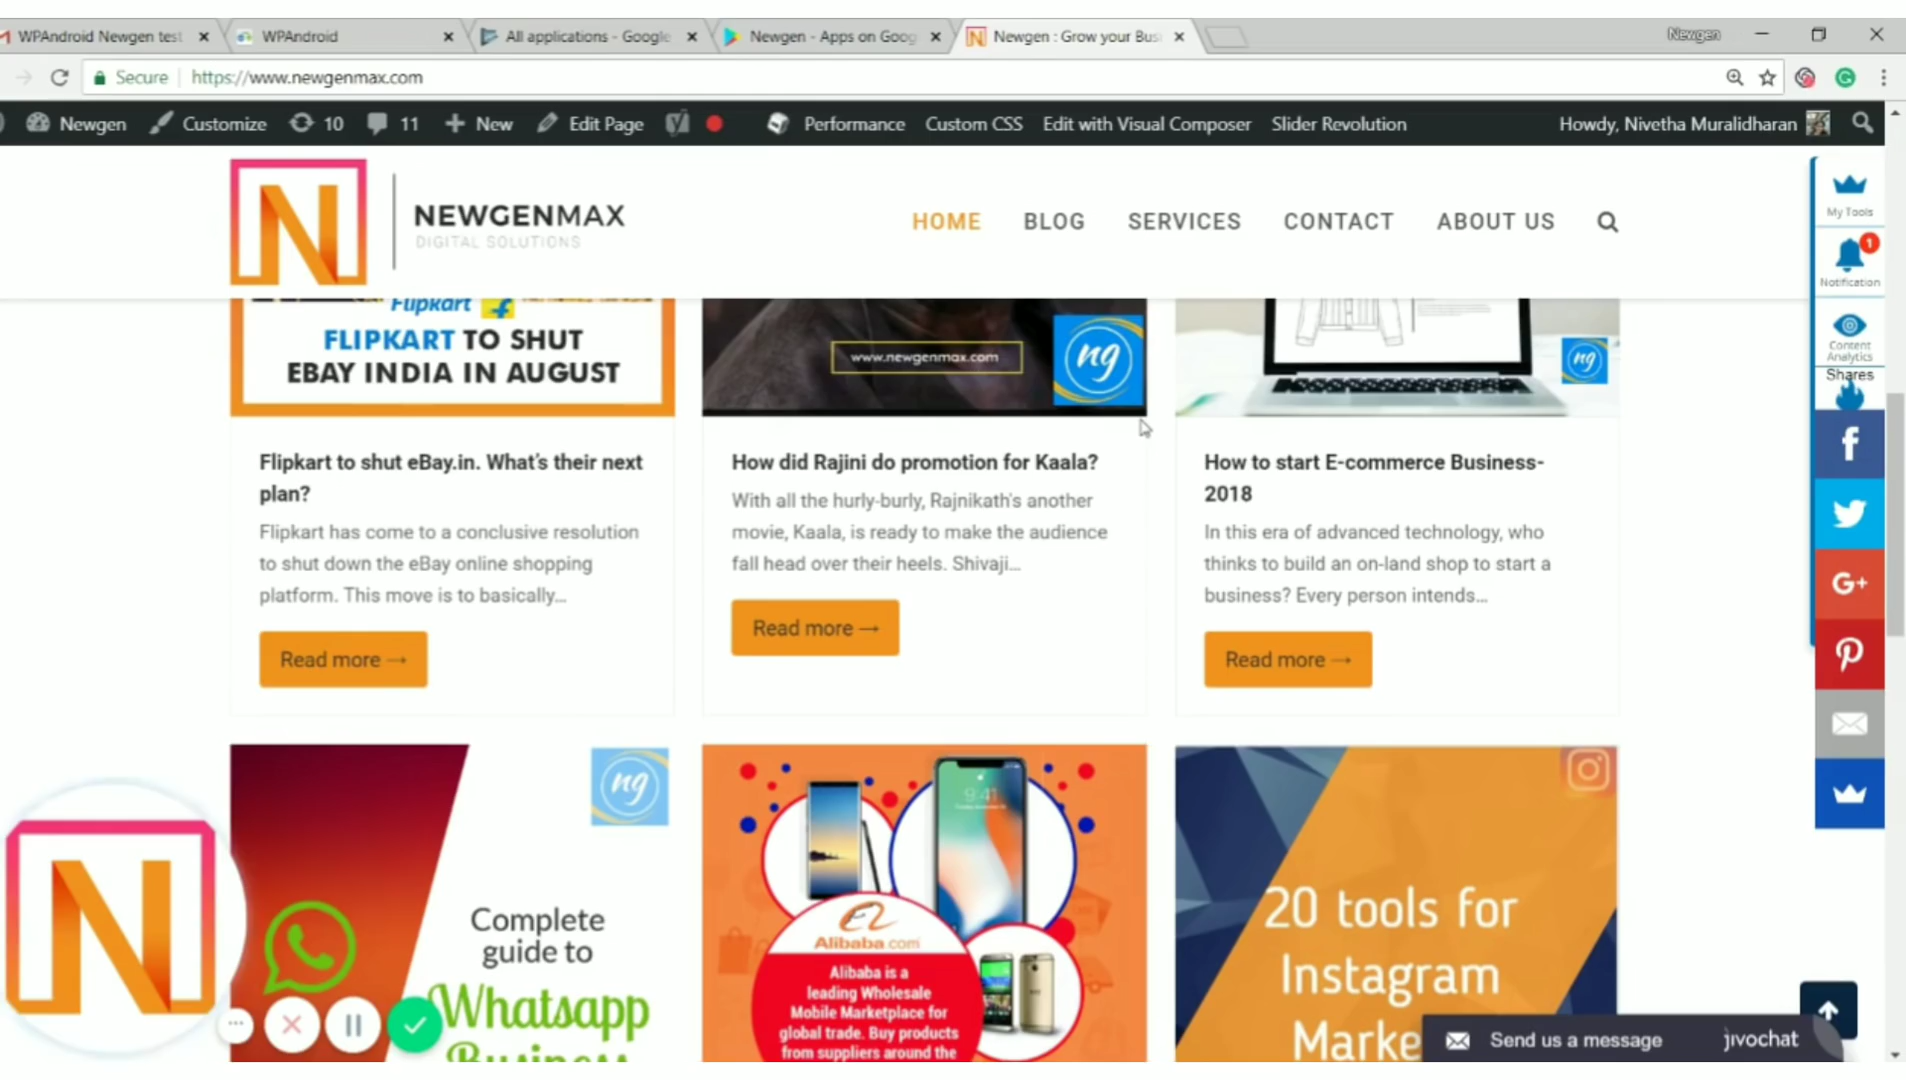 WPAndroid Newgen test
WPAndroid
All applications - Google
Newgen - Apps on Goog
Newgen : Grow your Bus
Newgen
Secure
https://www.newgenmax.com
Newgen
Customize
10
11
New
Edit Page
Performance
Custom CSS
Edit with Visual Composer
Slider Revolution
Howdy, Nivetha Muralidharan
N
NEWGENMAX
DIGITAL SOLUTIONS
HOME
BLOG
SERVICES
CONTACT
ABOUT US
My Tools
1
Notification
Content
Analytics
Shares
Flipkart
FLIPKART TO SHUT
EBAY INDIA IN AUGUST
www.newgenmax.com
ng
ng
Flipkart to shut eBay.in. What's their next
plan?
Flipkart has come to a conclusive resolution
to shut down the eBay online shopping
platform. This move is to basically...
Read more →
How did Rajini do promotion for Kaala?
With all the hurly-burly, Rajnikath's another
movie, Kaala, is ready to make the audience
fall head over their heels. Shivaji...
Read more →
How to start E-commerce Business-
2018
In this era of advanced technology, who
thinks to build an on-land shop to start a
business? Every person intends...
Read more →
G+
ng
Complete
guide to
Whatsapp
Business
N
9:41
Alibaba.com
Alibaba is a
leading Wholesale
Mobile Marketplace for
global trade. Buy products
from suppliers around the
20 tools for
Instagram
Marke
Send us a message
jivochat